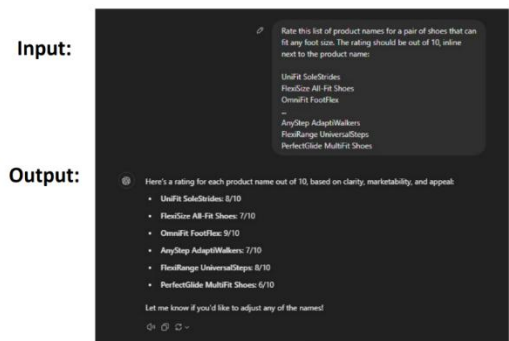 Input:
Rate this list of product names for a pair of shoes that can
fit any foot size. The rating should be out of 10, inline
next to the product name:
UniFit SoleStrides
FlexiSize All-Fit Shoes
OmniFit FootFlex
...
AnyStep AdaptiWalkers
FlexiRange UniversalSteps
PerfectGlide MultiFit Shoes
Output:
Here's a rating for each product name out of 10, based on clarity, marketability, and appeal:
• UniFit SoleStrides: 8/10
• FlexiSize All-Fit Shoes: 7/10
• OmniFit FootFlex: 9/10
• AnyStep AdaptiWalkers: 7/10
• FlexiRange UniversalSteps: 8/10
• PerfectGlide MultiFit Shoes: 6/10
Let me know if you'd like to adjust any of the names!